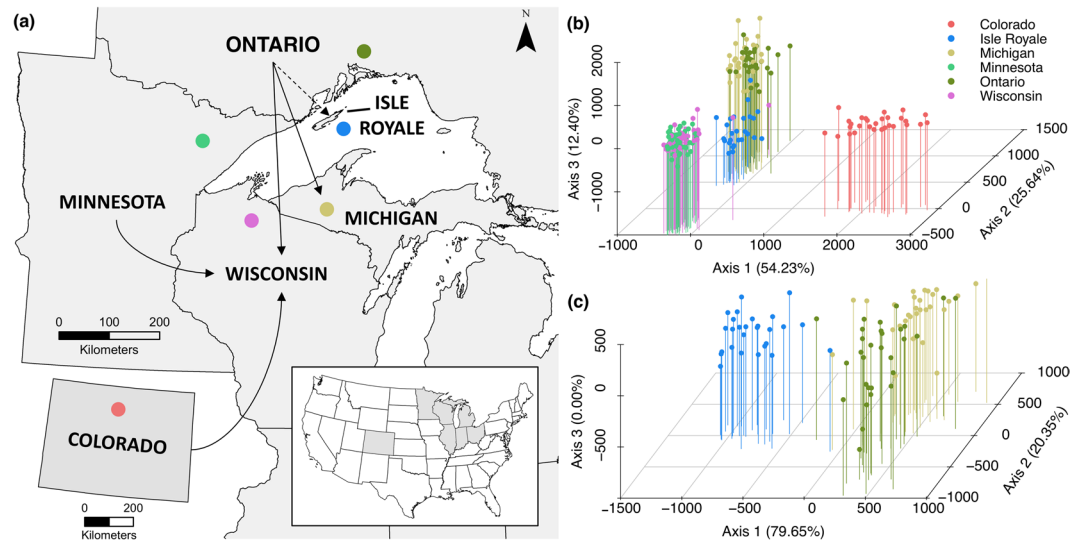 (a)
N
ONTARIO
ISLE
ROYALE
MINNESOTA
MICHIGAN
WISCONSIN
0 100 200
Kilometers
COLORADO
0 200
Kilometers
(b)
Colorado
Isle Royale
Michigan
Minnesota
Ontario
Wisconsin
Axis 3 (12.40%)
2000
1000
0
−1000
−1000 0 1000 2000 3000
Axis 1 (54.23%)
−500
0
500
1000
1500
Axis 2 (25.64%)
(c)
Axis 3 (0.00%)
500
0
−5000
−1500 −1000 −500 0 500 1000
Axis 1 (79.65%)
−1000
−500
0
500
1000
Axis 2 (20.35%)